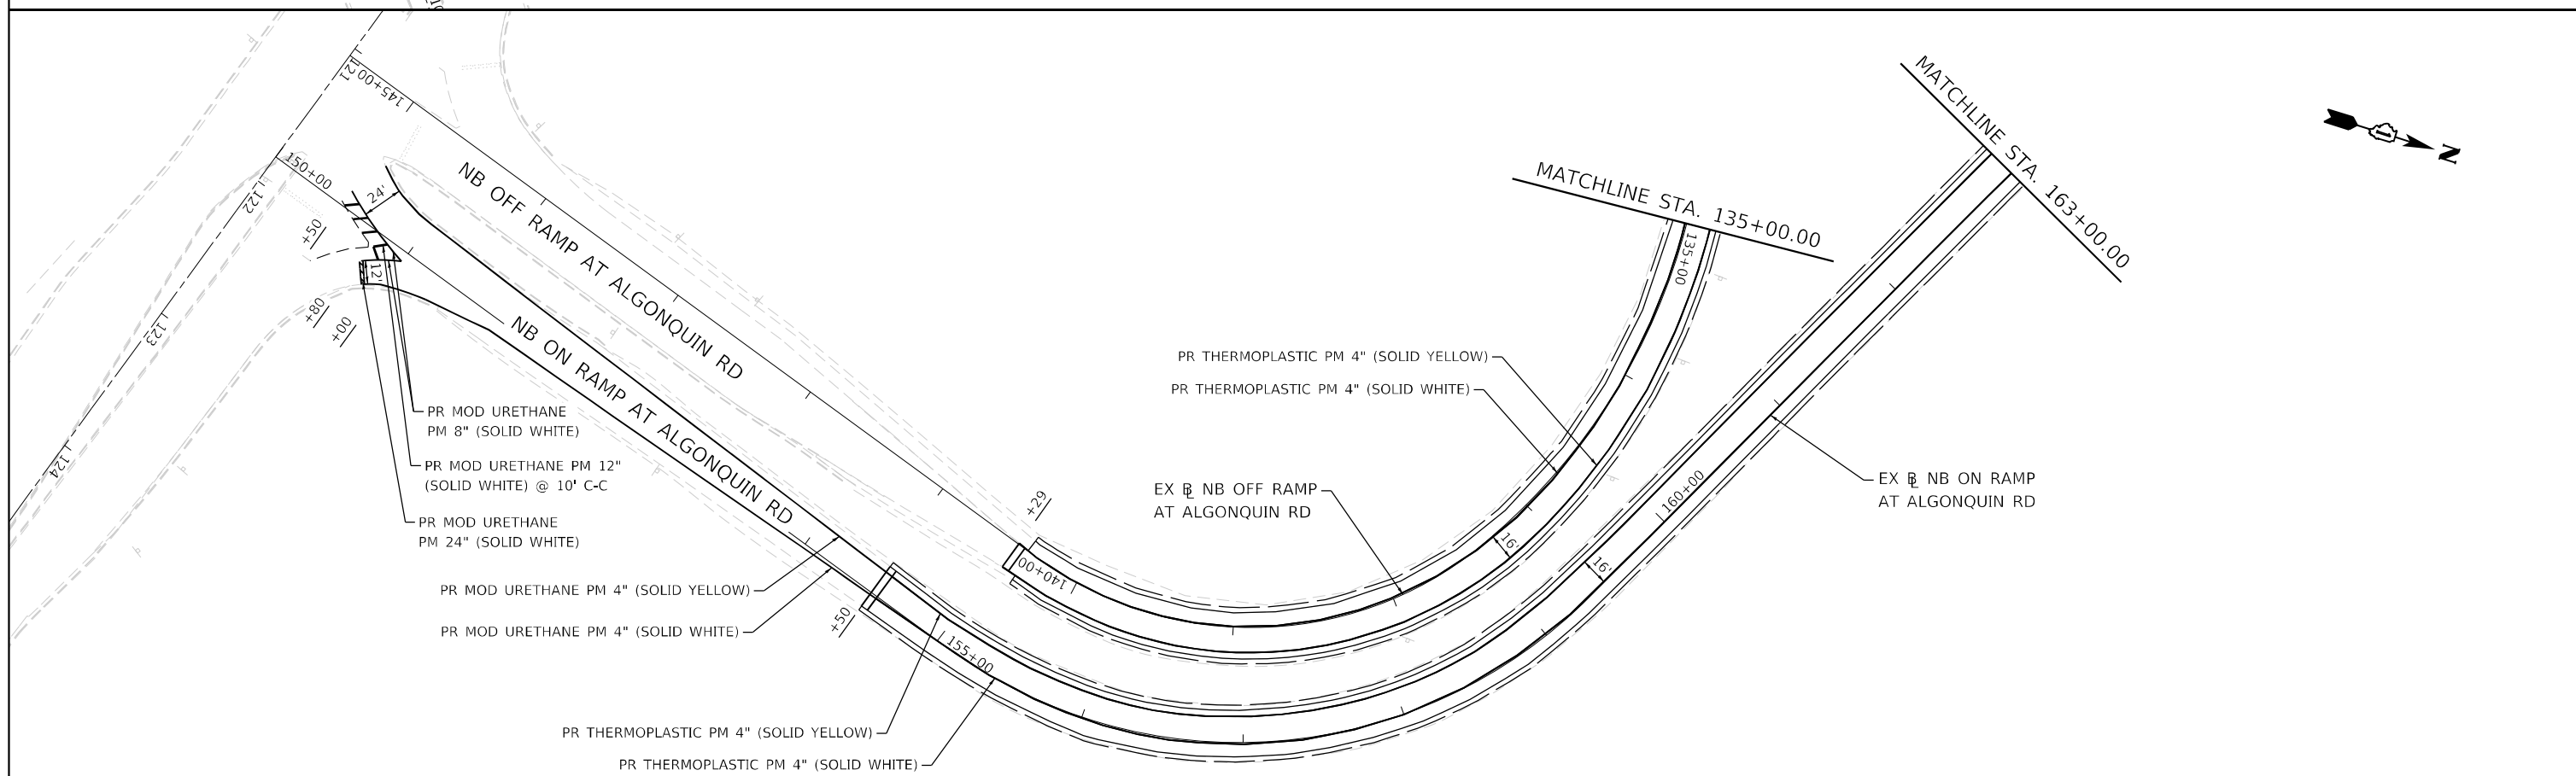 121
145+00
150+00
24'
122
+50
12'
+80
+00
123
124
NB OFF RAMP AT ALGONQUIN RD
NB ON RAMP AT ALGONQUIN RD
PR MOD URETHANE
PM 8" (SOLID WHITE)
PR MOD URETHANE PM 12"
(SOLID WHITE) @ 10' C-C
PR MOD URETHANE
PM 24" (SOLID WHITE)
PR MOD URETHANE PM 4" (SOLID YELLOW)
PR MOD URETHANE PM 4" (SOLID WHITE)
PR THERMOPLASTIC PM 4" (SOLID YELLOW)
PR THERMOPLASTIC PM 4" (SOLID WHITE)
+50
155+00
+29
140+00
MATCHLINE STA. 135+00.00
135+00
PR THERMOPLASTIC PM 4" (SOLID YELLOW)
PR THERMOPLASTIC PM 4" (SOLID WHITE)
EX BL NB OFF RAMP
AT ALGONQUIN RD
16'
16'
160+00
MATCHLINE STA. 163+00.00
EX BL NB ON RAMP
AT ALGONQUIN RD
1
N